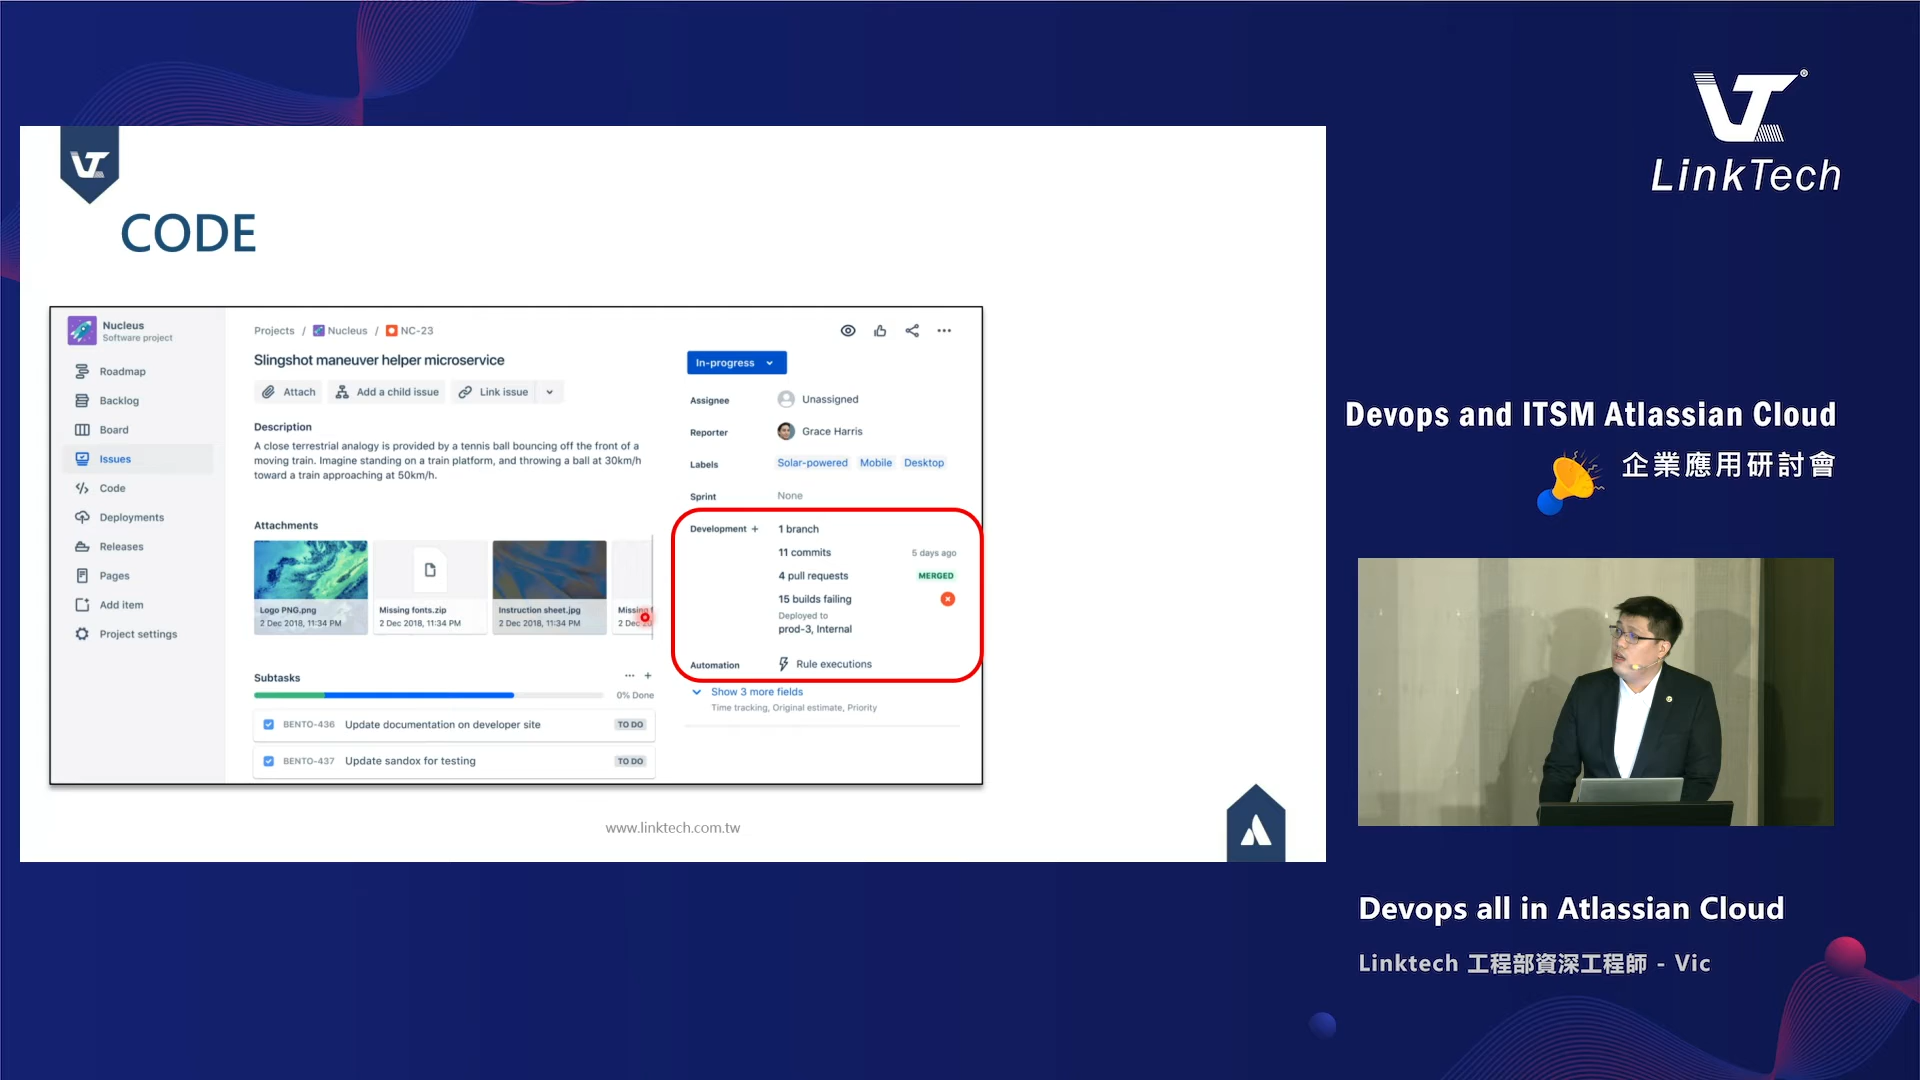 LinkTech
CODE
Nucleus
Software project
Roadmap
Backlog
Board
Issues
Code
Deployments
Releases
Pages
Add item
Project settings
Projects / Nucleus / NC-23
Slingshot maneuver helper microservice
Attach
Add a child issue
Link issue
Description
A close terrestrial analogy is provided by a tennis ball bouncing off the front of a
moving train. Imagine standing on a train platform, and throwing a ball at 30km/h
toward a train approaching at 50km/h.
Attachments
Logo PNG.png
2 Dec 2018, 11:34 PM
Missing fonts.zip
2 Dec 2018, 11:34 PM
Instruction sheet.jpg
2 Dec 2018, 11:34 PM
Missing f
2 Dec 20
Subtasks
0% Done
BENTO-436 Update documentation on developer site TO DO
BENTO-437 Update sandox for testing TO DO
In-progress
Assignee Unassigned
Reporter Grace Harris
Labels Solar-powered Mobile Desktop
Sprint None
Development + 1 branch
11 commits 5 days ago
4 pull requests MERGED
15 builds failing
Deployed to
prod-3, Internal
Automation Rule executions
Show 3 more fields
Time tracking, Original estimate, Priority
www.linktech.com.tw
Devops and ITSM Atlassian Cloud
企業應用研討會
Devops all in Atlassian Cloud
Linktech 工程部資深工程師 - Vic